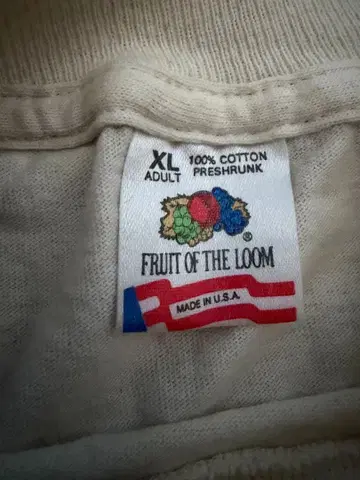 XL 100% COTTON
ADULT PRESHRUNK
®
FRUIT OF THE LOOM
MADE IN U.S.A.